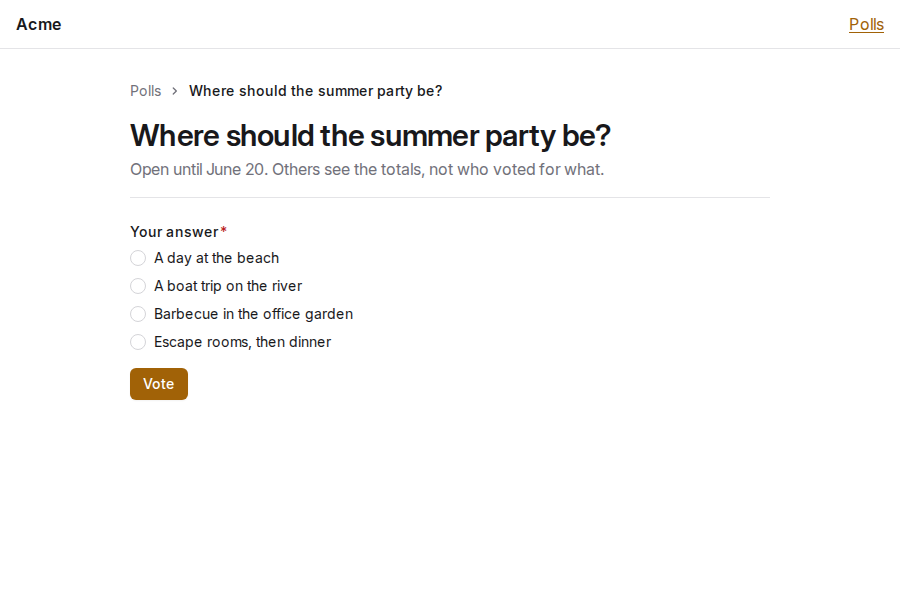 Acme
Polls
Polls > Where should the summer party be?
Where should the summer party be?
Open until June 20. Others see the totals, not who voted for what.
Your answer*
A day at the beach
A boat trip on the river
Barbecue in the office garden
Escape rooms, then dinner
Vote